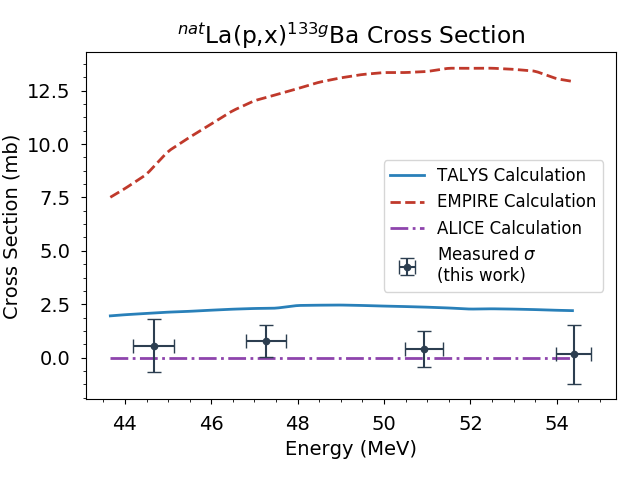 ⁿᵃᵗLa(p,x)¹³³ᵍBa Cross Section
Cross Section (mb)
12.5
10.0
7.5
5.0
2.5
0.0
TALYS Calculation
EMPIRE Calculation
ALICE Calculation
Measured σ
(this work)
44 46 48 50 52 54
Energy (MeV)